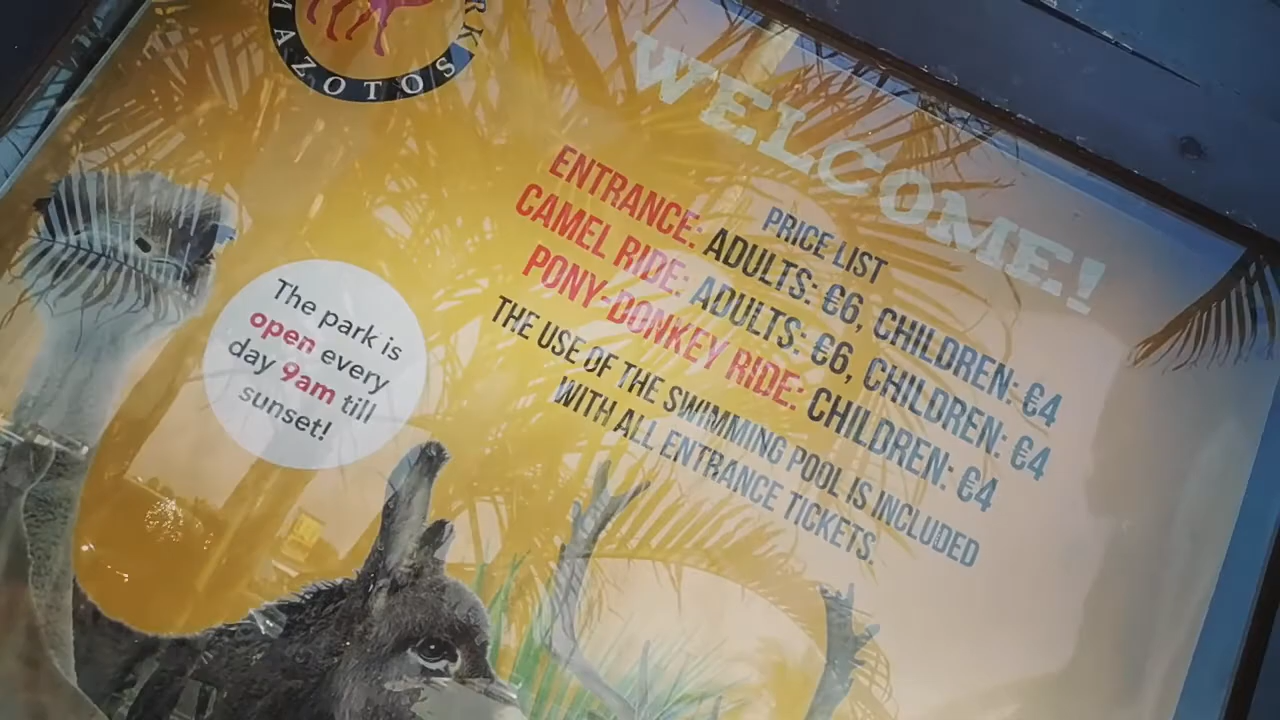 RK
MAZOTOS
WELCOME!
PRICE LIST
ENTRANCE: ADULTS: €6, CHILDREN: €4
CAMEL RIDE: ADULTS: €6, CHILDREN: €4
PONY-DONKEY RIDE: CHILDREN: €4
THE USE OF THE SWIMMING POOL IS INCLUDED
WITH ALL ENTRANCE TICKETS.
The park is
open every
day 9am till
sunset!